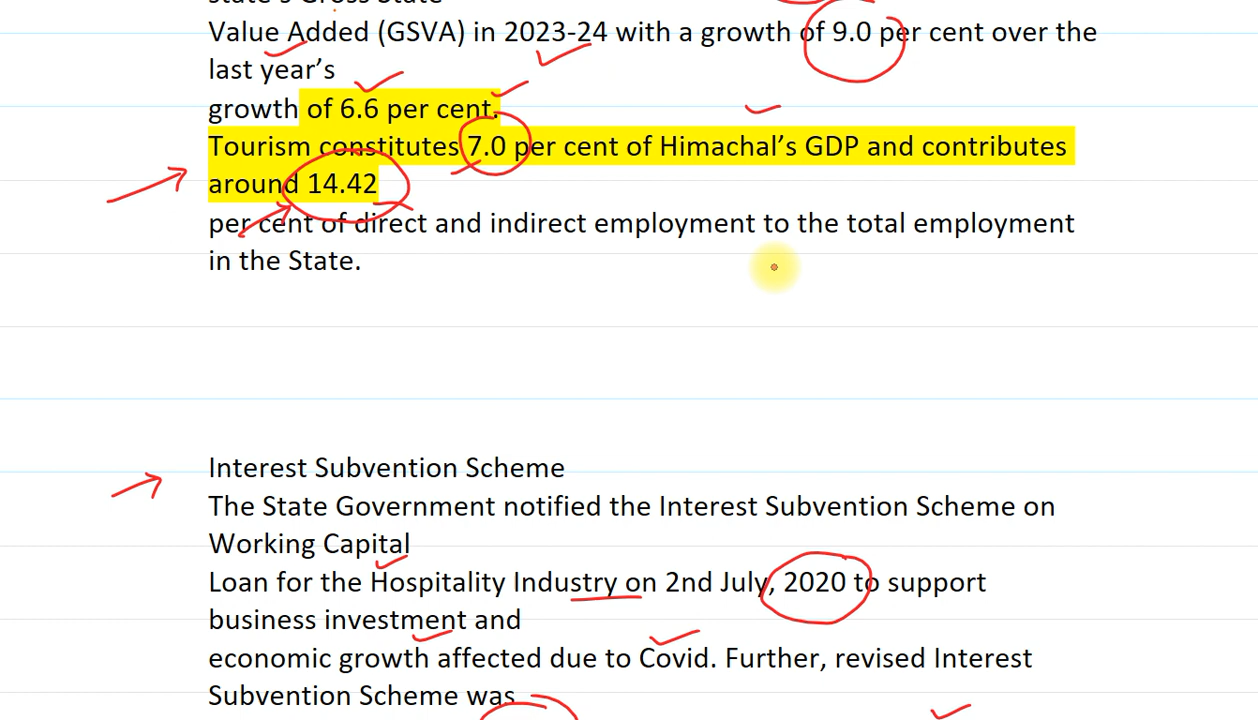 Value Added (GSVA) in 2023-24 with a growth of 9.0 per cent over the
last year’s
growth of 6.6 per cent.
Tourism constitutes 7.0 per cent of Himachal’s GDP and contributes
around 14.42
per cent of direct and indirect employment to the total employment
in the State.
Interest Subvention Scheme
The State Government notified the Interest Subvention Scheme on
Working Capital
Loan for the Hospitality Industry on 2nd July, 2020 to support
business investment and
economic growth affected due to Covid. Further, revised Interest
Subvention Scheme was